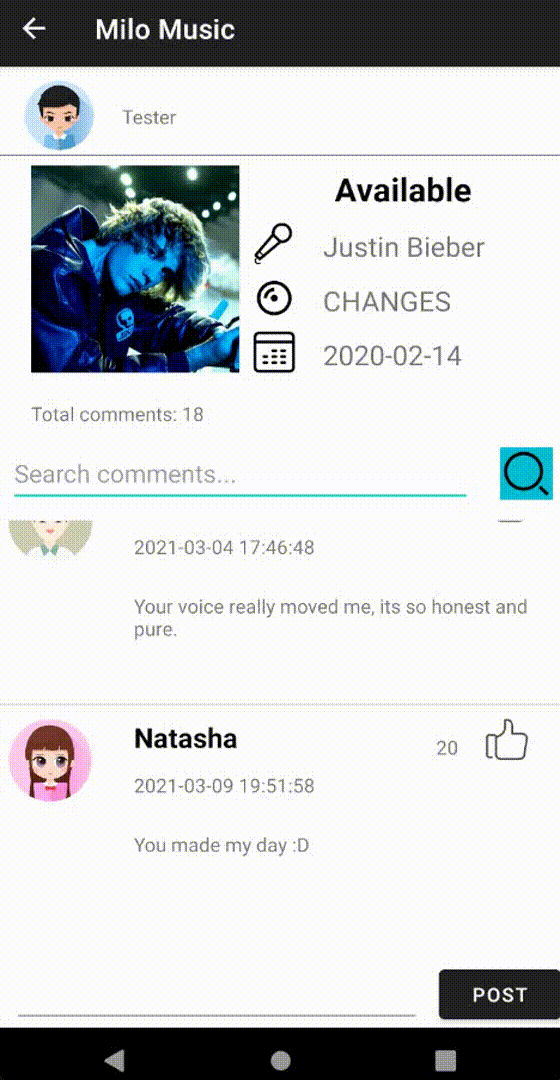 Milo Music
Tester
Available
Justin Bieber
CHANGES
2020-02-14
Total comments: 18
Search comments...
2021-03-04 17:46:48
Your voice really moved me, its so honest and
pure.
Natasha
20
2021-03-09 19:51:58
You made my day :D
POST